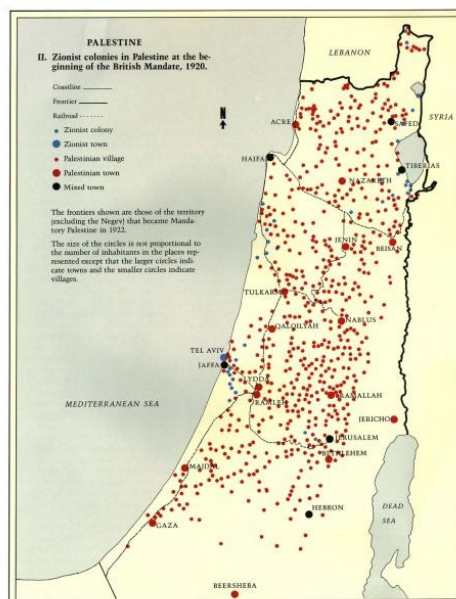 PALESTINE
II. Zionist colonies in Palestine at the be-
ginning of the British Mandate, 1920.
Coastline
Frontier
Railroad
Zionist colony
Zionist town
Palestinian village
Palestinian town
Mixed town
The frontiers shown are those of the territory
(excluding the Negev) that became Manda-
tory Palestine in 1922.
The size of the circles is not proportional to
the number of inhabitants in the places rep-
resented except that the larger circles indi-
cate towns and the smaller circles indicate
villages.
N
LEBANON
SYRIA
ACRE
SAFED
HAIFA
TIBERIAS
NAZARETH
JENIN
BEISAN
TULKARM
NABLUS
QALQILYAH
TEL AVIV
JAFFA
LYDDA
RAMLEH
RAMALLAH
MEDITERRANEAN SEA
JERICHO
JERUSALEM
BETHLEHEM
MAJDAL
HEBRON
DEAD
SEA
GAZA
BEERSHEBA